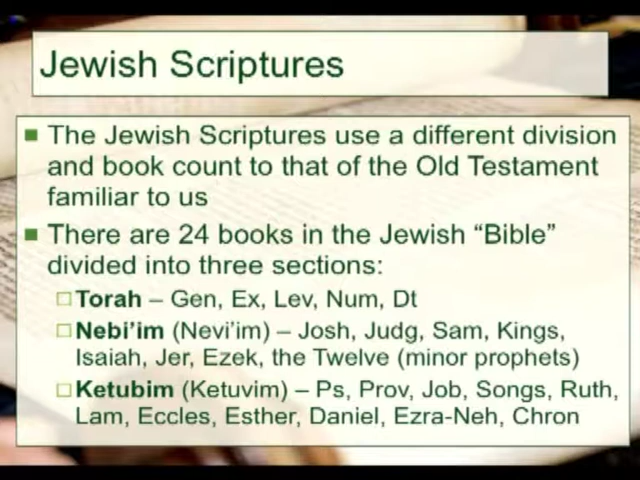 Jewish Scriptures
The Jewish Scriptures use a different division
and book count to that of the Old Testament
familiar to us
There are 24 books in the Jewish “Bible”
divided into three sections:
Torah – Gen, Ex, Lev, Num, Dt
Nebi’im (Nevi’im) – Josh, Judg, Sam, Kings,
Isaiah, Jer, Ezek, the Twelve (minor prophets)
Ketubim (Ketuvim) – Ps, Prov, Job, Songs, Ruth,
Lam, Eccles, Esther, Daniel, Ezra-Neh, Chron